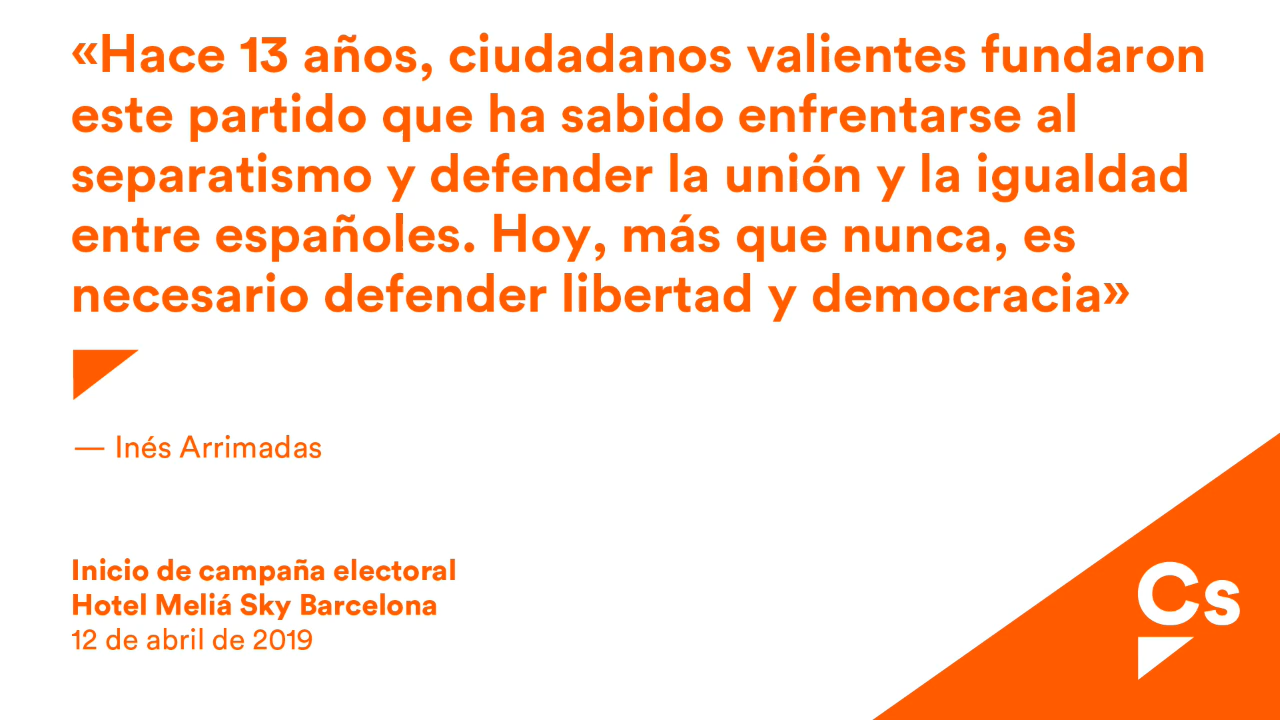 «Hace 13 años, ciudadanos valientes fundaron
este partido que ha sabido enfrentarse al
separatismo y defender la unión y la igualdad
entre españoles. Hoy, más que nunca, es
necesario defender libertad y democracia»
— Inés Arrimadas
Inicio de campaña electoral
Hotel Meliá Sky Barcelona
12 de abril de 2019
Cs